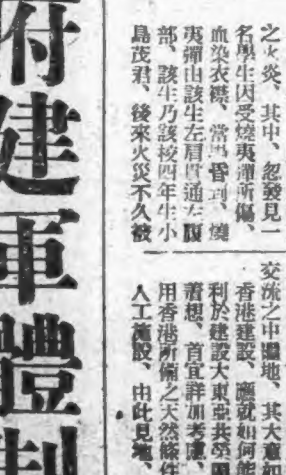 之火炎、其中、忽發見一
名學生因受燒夷彈所傷、
血染衣襟、當場昏到、燒
夷彈由該生左肩貫通左腹
部、該生乃該校四年生小
島茂君、後來火災不久被
交流之中繼地、其大意如
香港建設、應就如何能
利於建設大東亞共榮圈
着想、首宜詳加考慮
用香港所備之天然條件
人工施設、由此見地、
府建軍體制